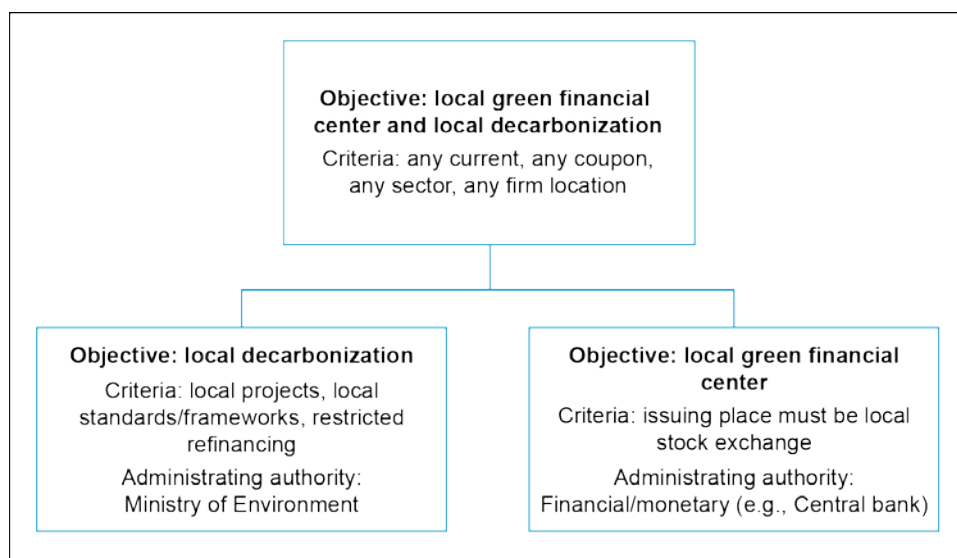 Objective: local green financial
center and local decarbonization
Criteria: any current, any coupon,
any sector, any firm location
Objective: local decarbonization
Criteria: local projects, local
standards/frameworks, restricted
refinancing
Administrating authority:
Ministry of Environment
Objective: local green financial
center
Criteria: issuing place must be local
stock exchange
Administrating authority:
Financial/monetary (e.g., Central bank)